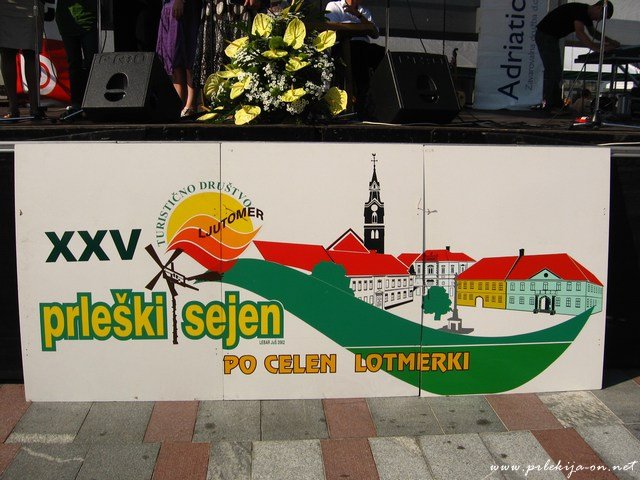 Adriatic
TURISTIČNO DRUŠTVO
LJUTOMER
XXV
prleški sejen
PO CELEN LOTMERKI
www.prlekija-on.net